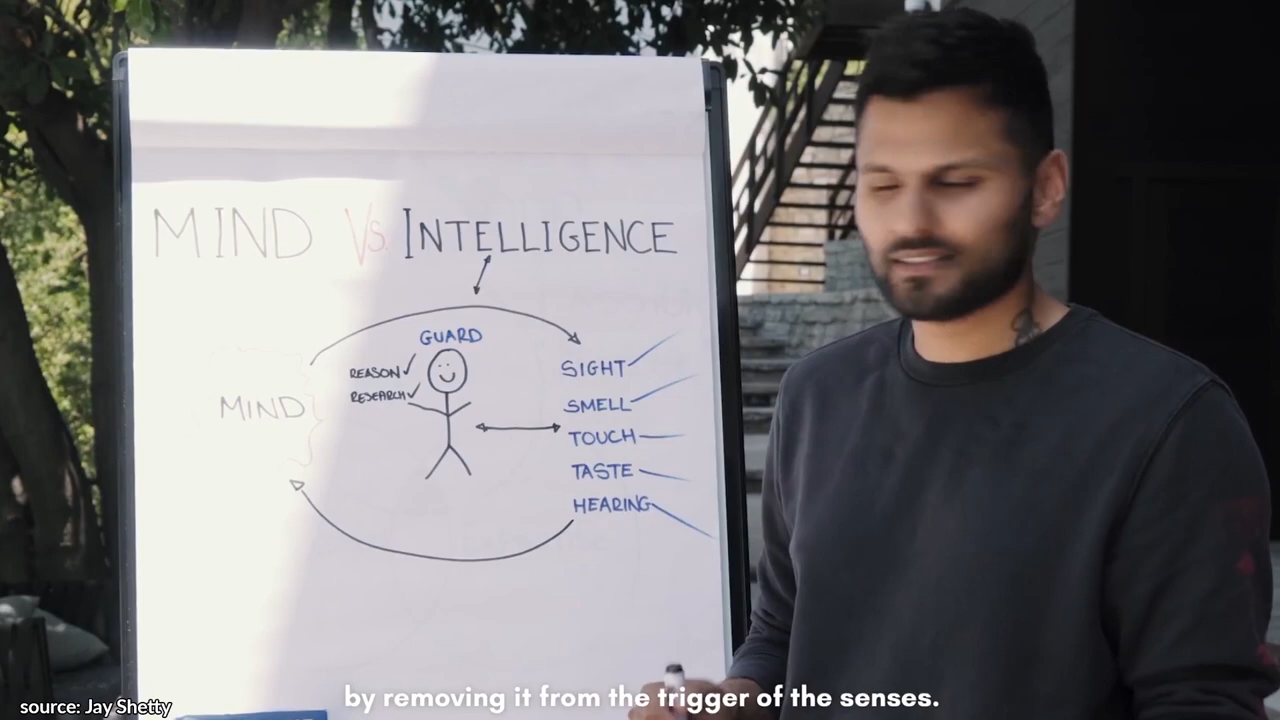 MIND Vs. INTELLIGENCE
GUARD
REASON ✓
RESEARCH ✓
MIND
SIGHT
SMELL
TOUCH
TASTE
HEARING
by removing it from the trigger of the senses.
source: Jay Shetty